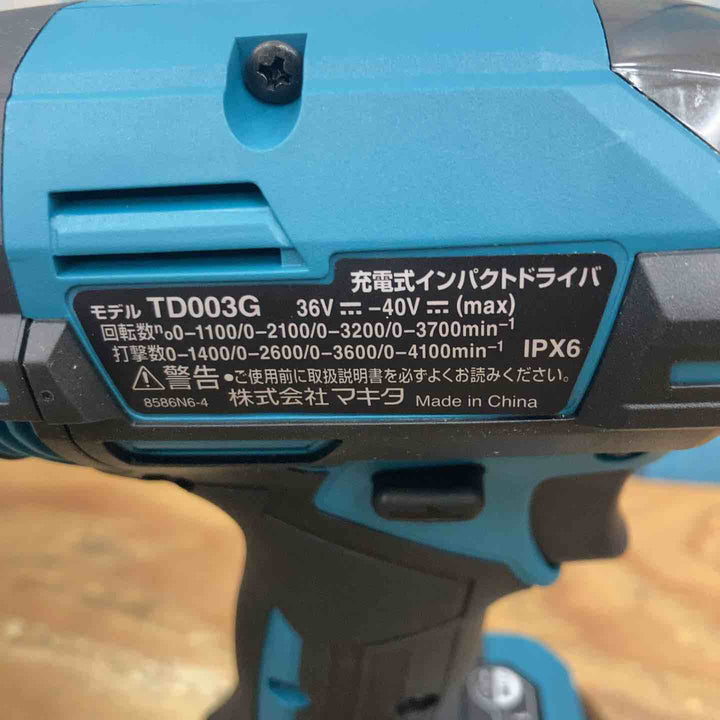 充電式インパクトドライバ
モデル TD003G 36V⎓-40V⎓(max)
回転数n₀0-1100/0-2100/0-3200/0-3700min⁻¹
打撃数0-1400/0-2600/0-3600/0-4100min⁻¹ IPX6
⚠警告 •ご使用前に取扱説明書を必ずよくお読みください。
8586N6-4 株式会社マキタ Made in China